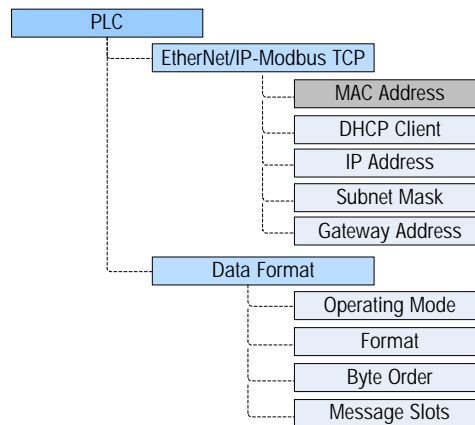 PLC
EtherNet/IP-Modbus TCP
MAC Address
DHCP Client
IP Address
Subnet Mask
Gateway Address
Data Format
Operating Mode
Format
Byte Order
Message Slots